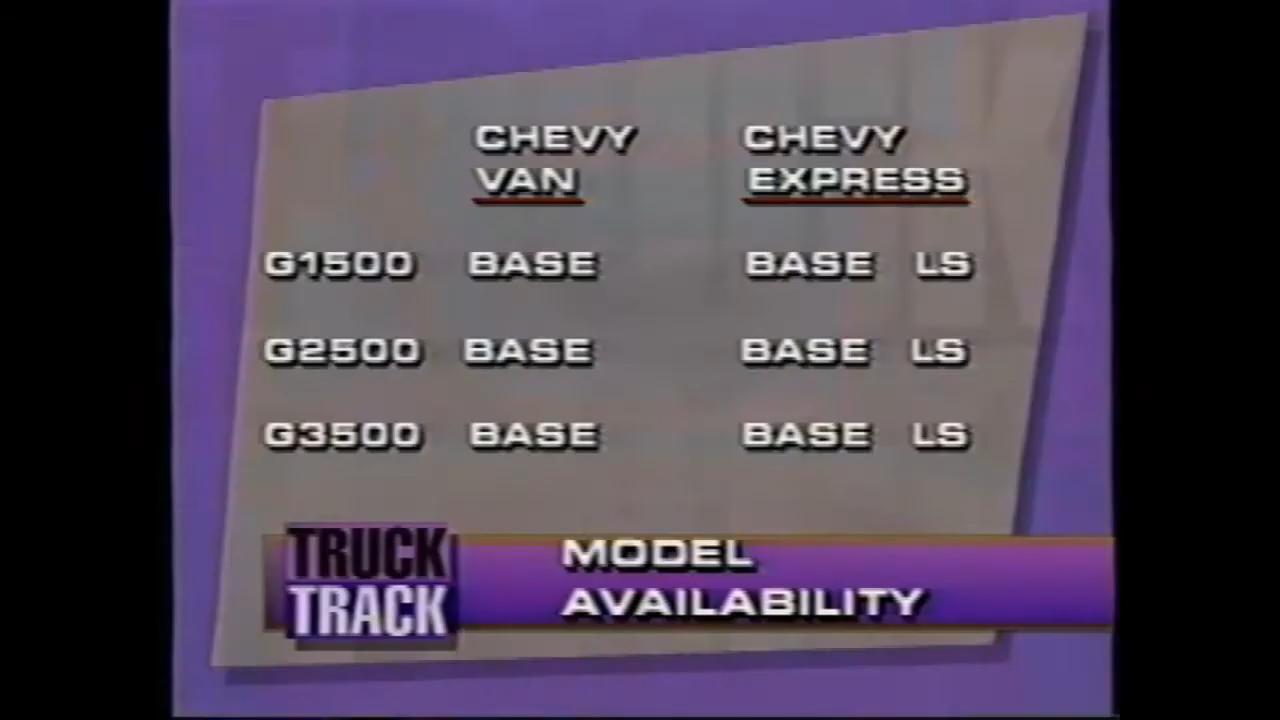 CHEVY CHEVY
VAN EXPRESS
G1500 BASE BASE LS
G2500 BASE BASE LS
G3500 BASE BASE LS
TRUCK
TRACK
MODEL
AVAILABILITY